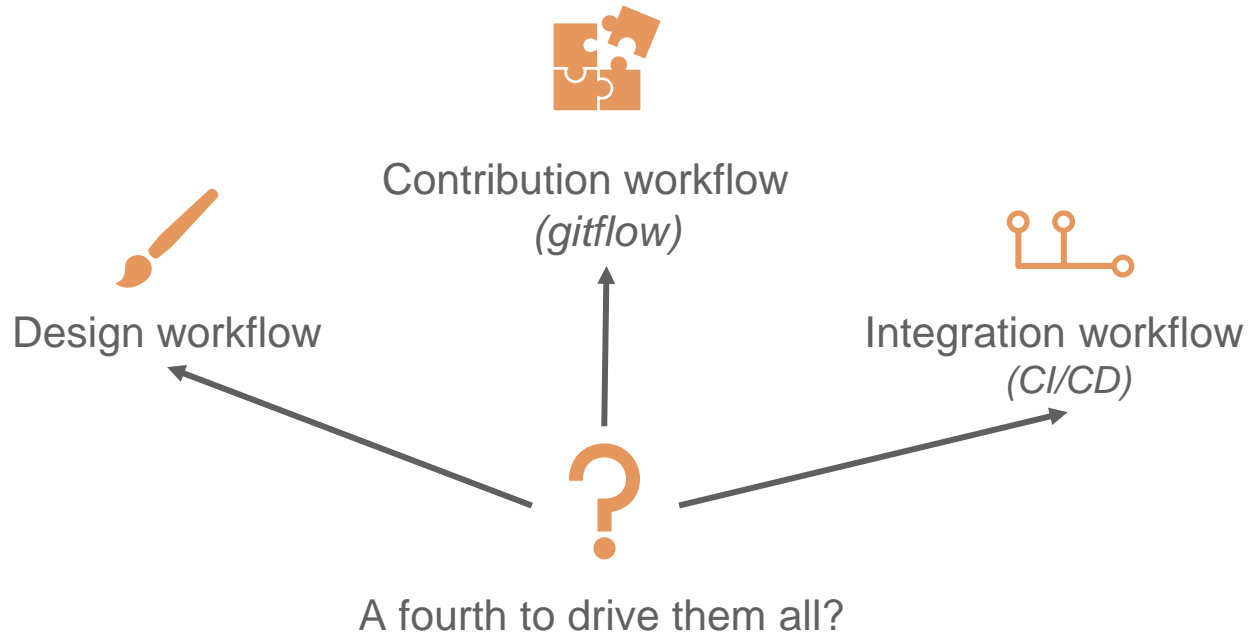 Contribution workflow
(gitflow)
Design workflow
Integration workflow
(CI/CD)
?
A fourth to drive them all?